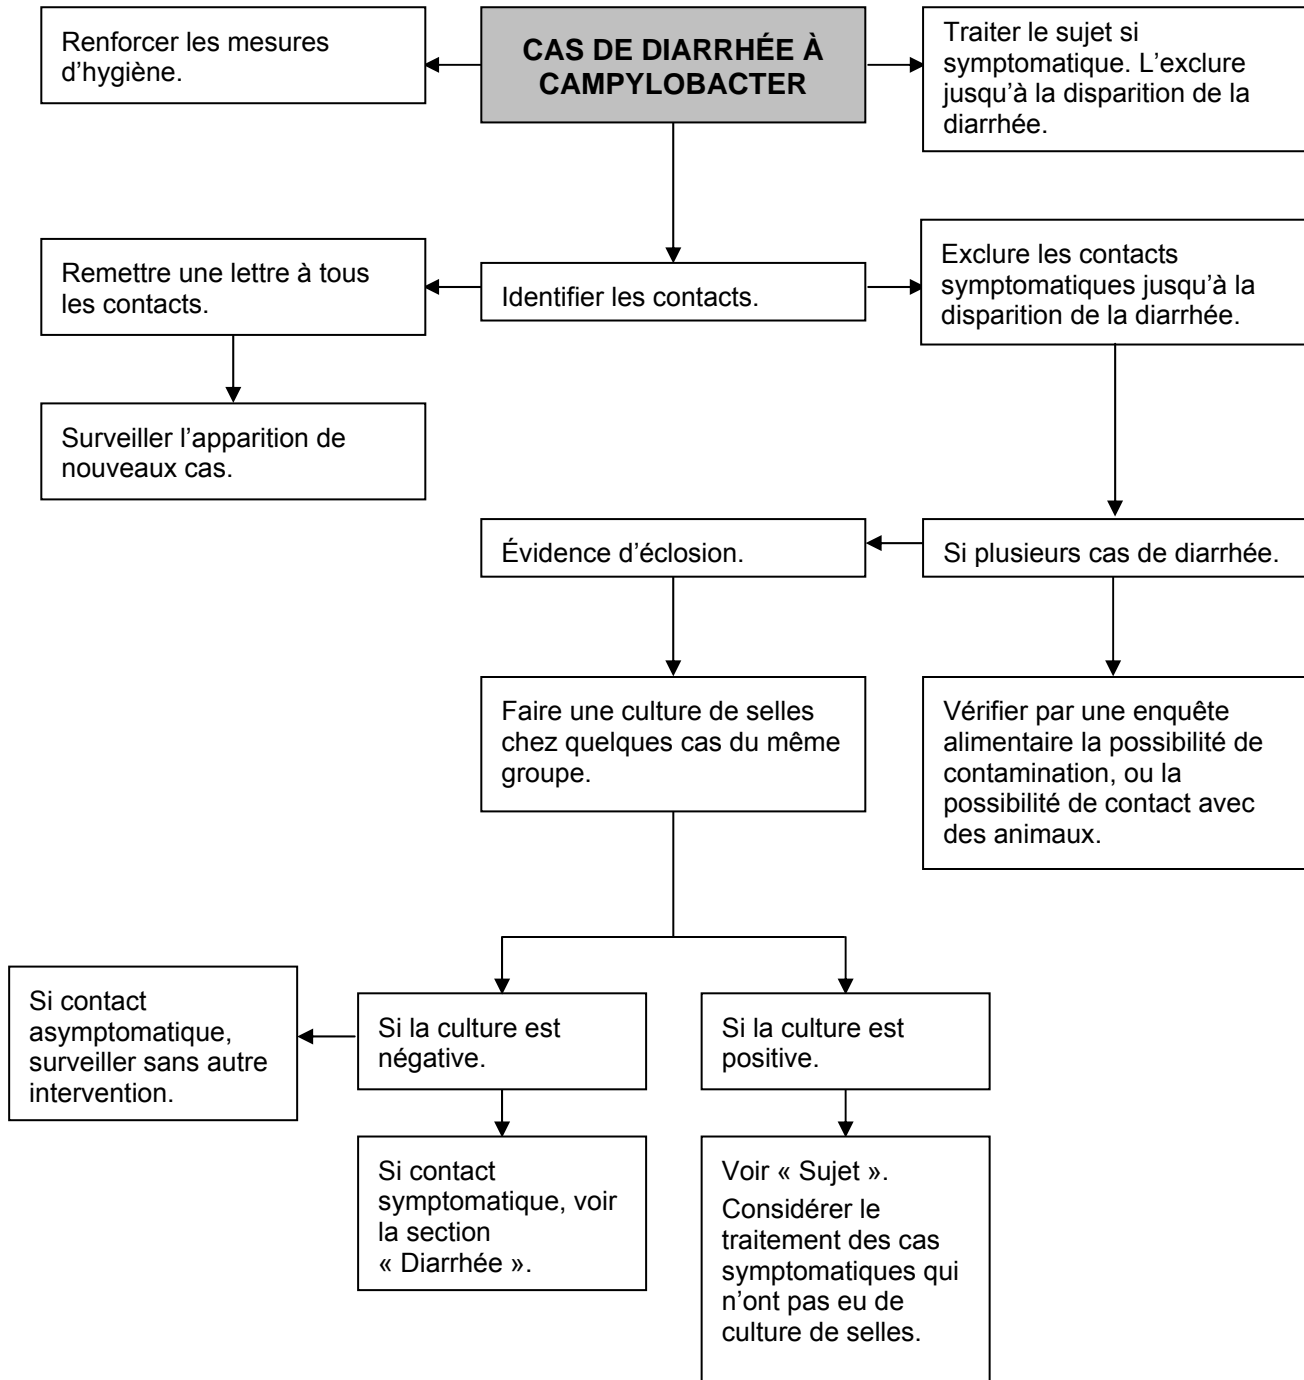 Renforcer les mesures
d’hygiène.
CAS DE DIARRHÉE À
CAMPYLOBACTER
Traiter le sujet si
symptomatique. L’exclure
jusqu’à la disparition de la
diarrhée.
Remettre une lettre à tous
les contacts.
Identifier les contacts.
Exclure les contacts
symptomatiques jusqu’à la
disparition de la diarrhée.
Surveiller l’apparition de
nouveaux cas.
Évidence d’éclosion.
Si plusieurs cas de diarrhée.
Faire une culture de selles
chez quelques cas du même
groupe.
Vérifier par une enquête
alimentaire la possibilité de
contamination, ou la
possibilité de contact avec
des animaux.
Si contact
asymptomatique,
surveiller sans autre
intervention.
Si la culture est
négative.
Si la culture est
positive.
Si contact
symptomatique, voir
la section
« Diarrhée ».
Voir « Sujet ».
Considérer le
traitement des cas
symptomatiques qui
n’ont pas eu de
culture de selles.